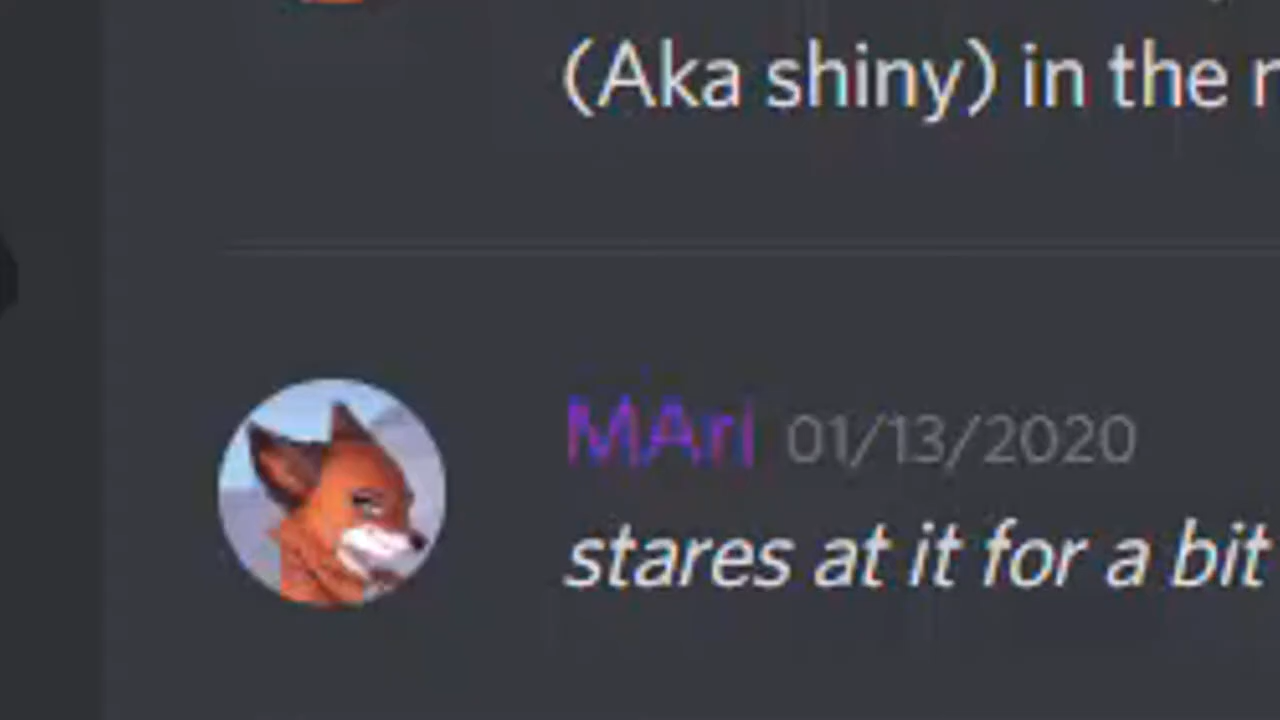 (Aka shiny) in the
MAri 01/13/2020
stares at it for a bit